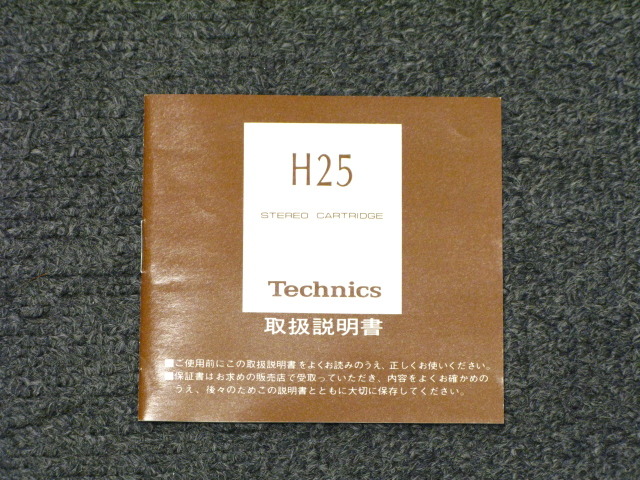 H25
STEREO CARTRIDGE
Technics
取扱説明書
■ご使用前にこの取扱説明書をよくお読みのうえ、正しくお使いください。
■保証書はお求めの販売店で受取っていただき、内容をよくお確かめの
うえ、後々のためこの説明書とともに大切に保存してください。